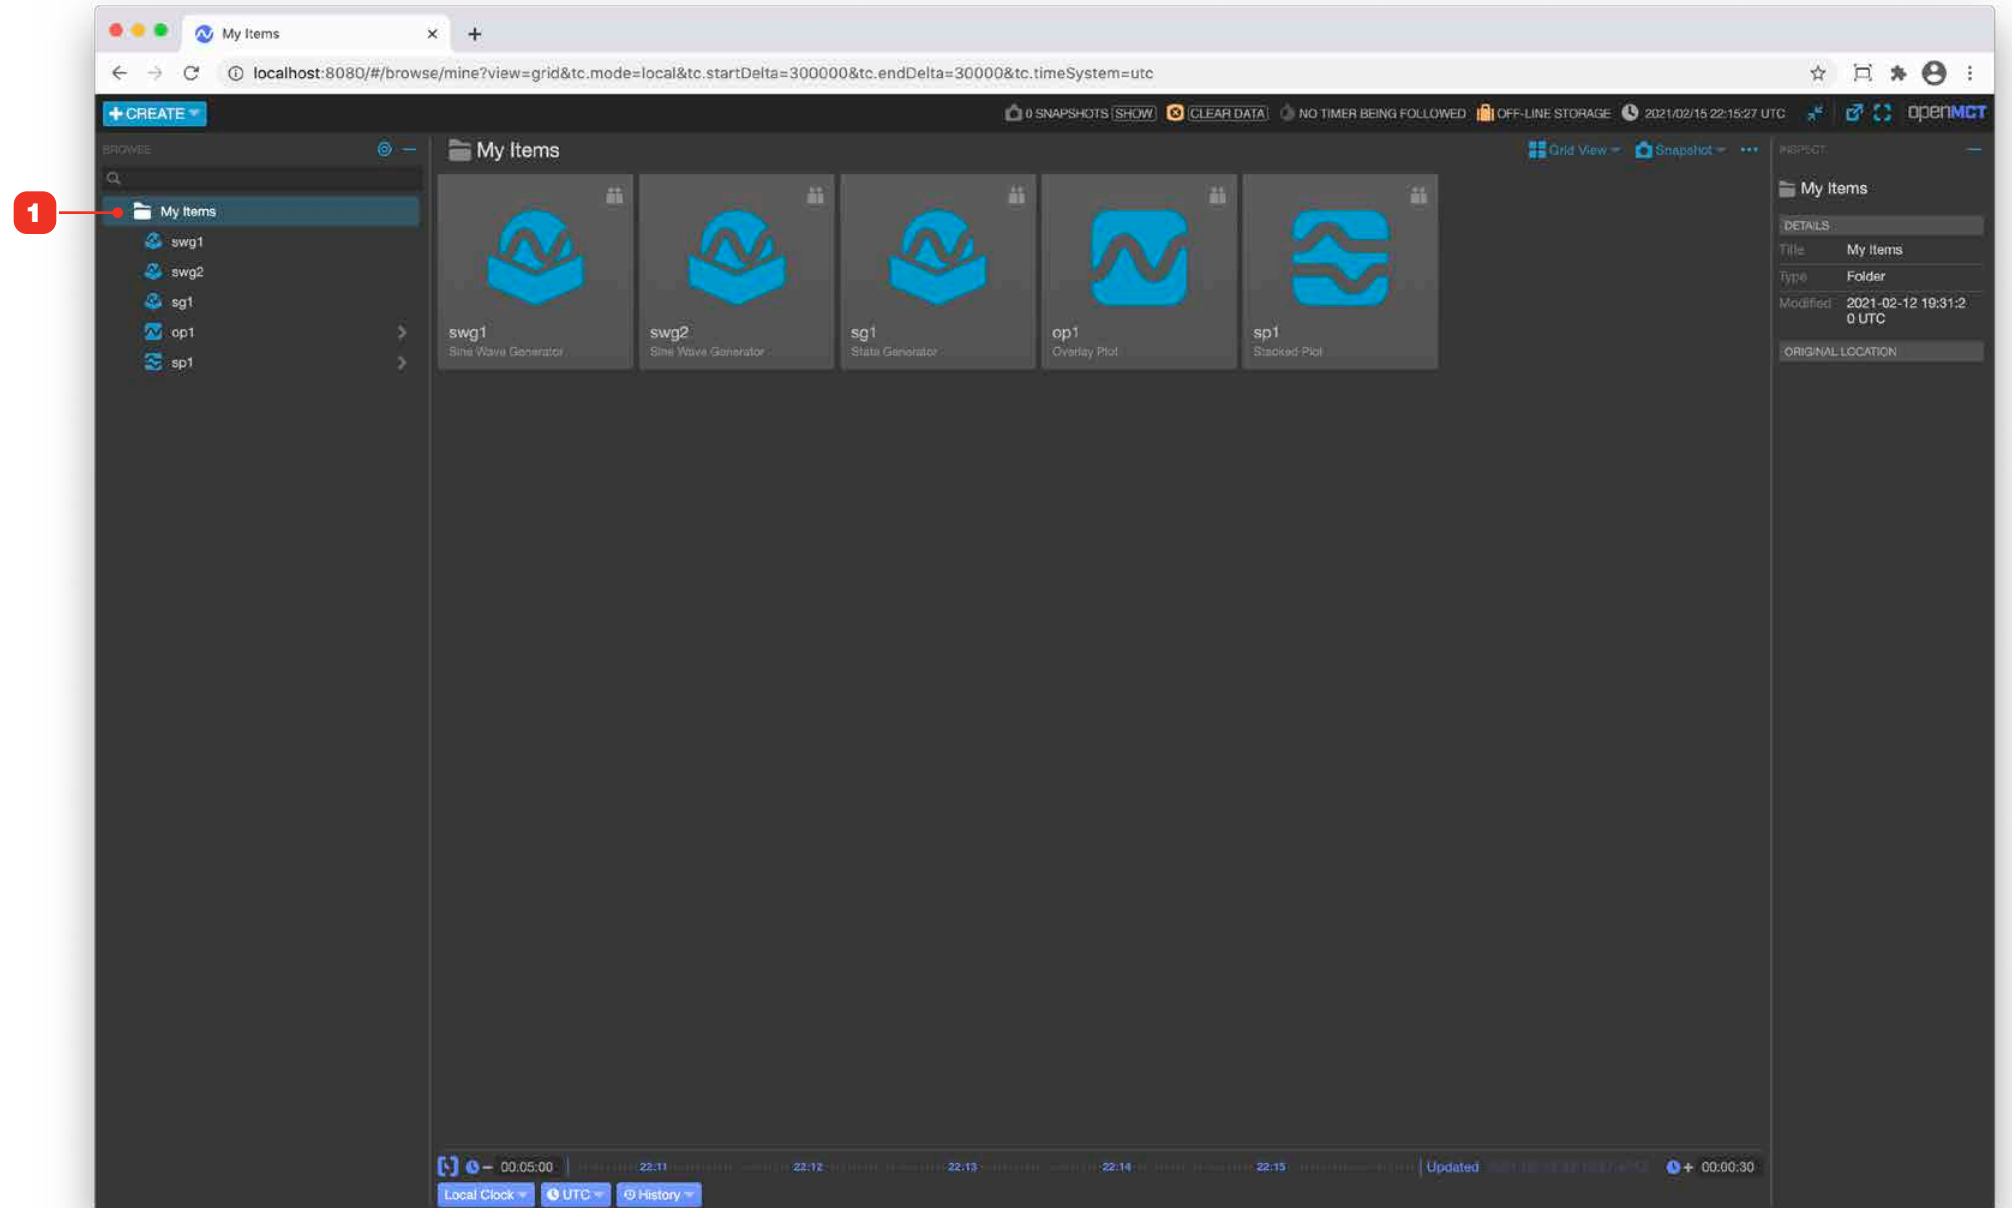 My Items
localhost:8080/#/browse/mine?view=grid&tc.mode=local&tc.startDelta=300000&tc.endDelta=30000&tc.timeSystem=utc
CREATE
0 SNAPSHOTS SHOW CLEAR DATA NO TIMER BEING FOLLOWED OFF-LINE STORAGE 2021/02/15 22:15:27 UTC openMCT
BROWSE
My Items
Grid View Snapshot
INSPECT
1
My Items
swg1
swg2
sg1
op1
sp1
swg1
Sine Wave Generator
swg2
Sine Wave Generator
sg1
State Generator
op1
Overlay Plot
sp1
Stacked Plot
My Items
DETAILS
Title My Items
Type Folder
Modified 2021-02-12 19:31:2
0 UTC
ORIGINAL LOCATION
00:05:00 22:11 22:12 22:13 22:14 22:15 Updated 00:00:30
Local Clock UTC History